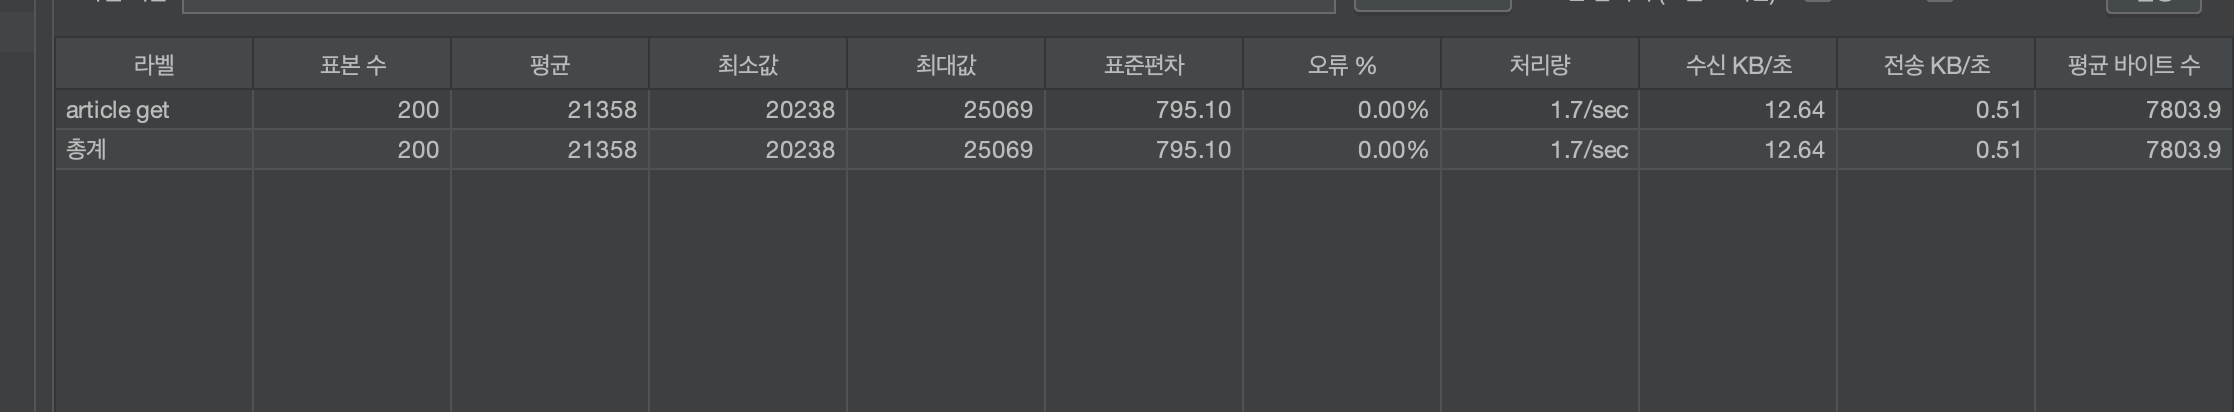 라벨 표본 수 평균 최소값 최대값 표준편차 오류 % 처리량 수신 KB/초 전송 KB/초 평균 바이트 수
article get 200 21358 20238 25069 795.10 0.00% 1.7/sec 12.64 0.51 7803.9
총계 200 21358 20238 25069 795.10 0.00% 1.7/sec 12.64 0.51 7803.9